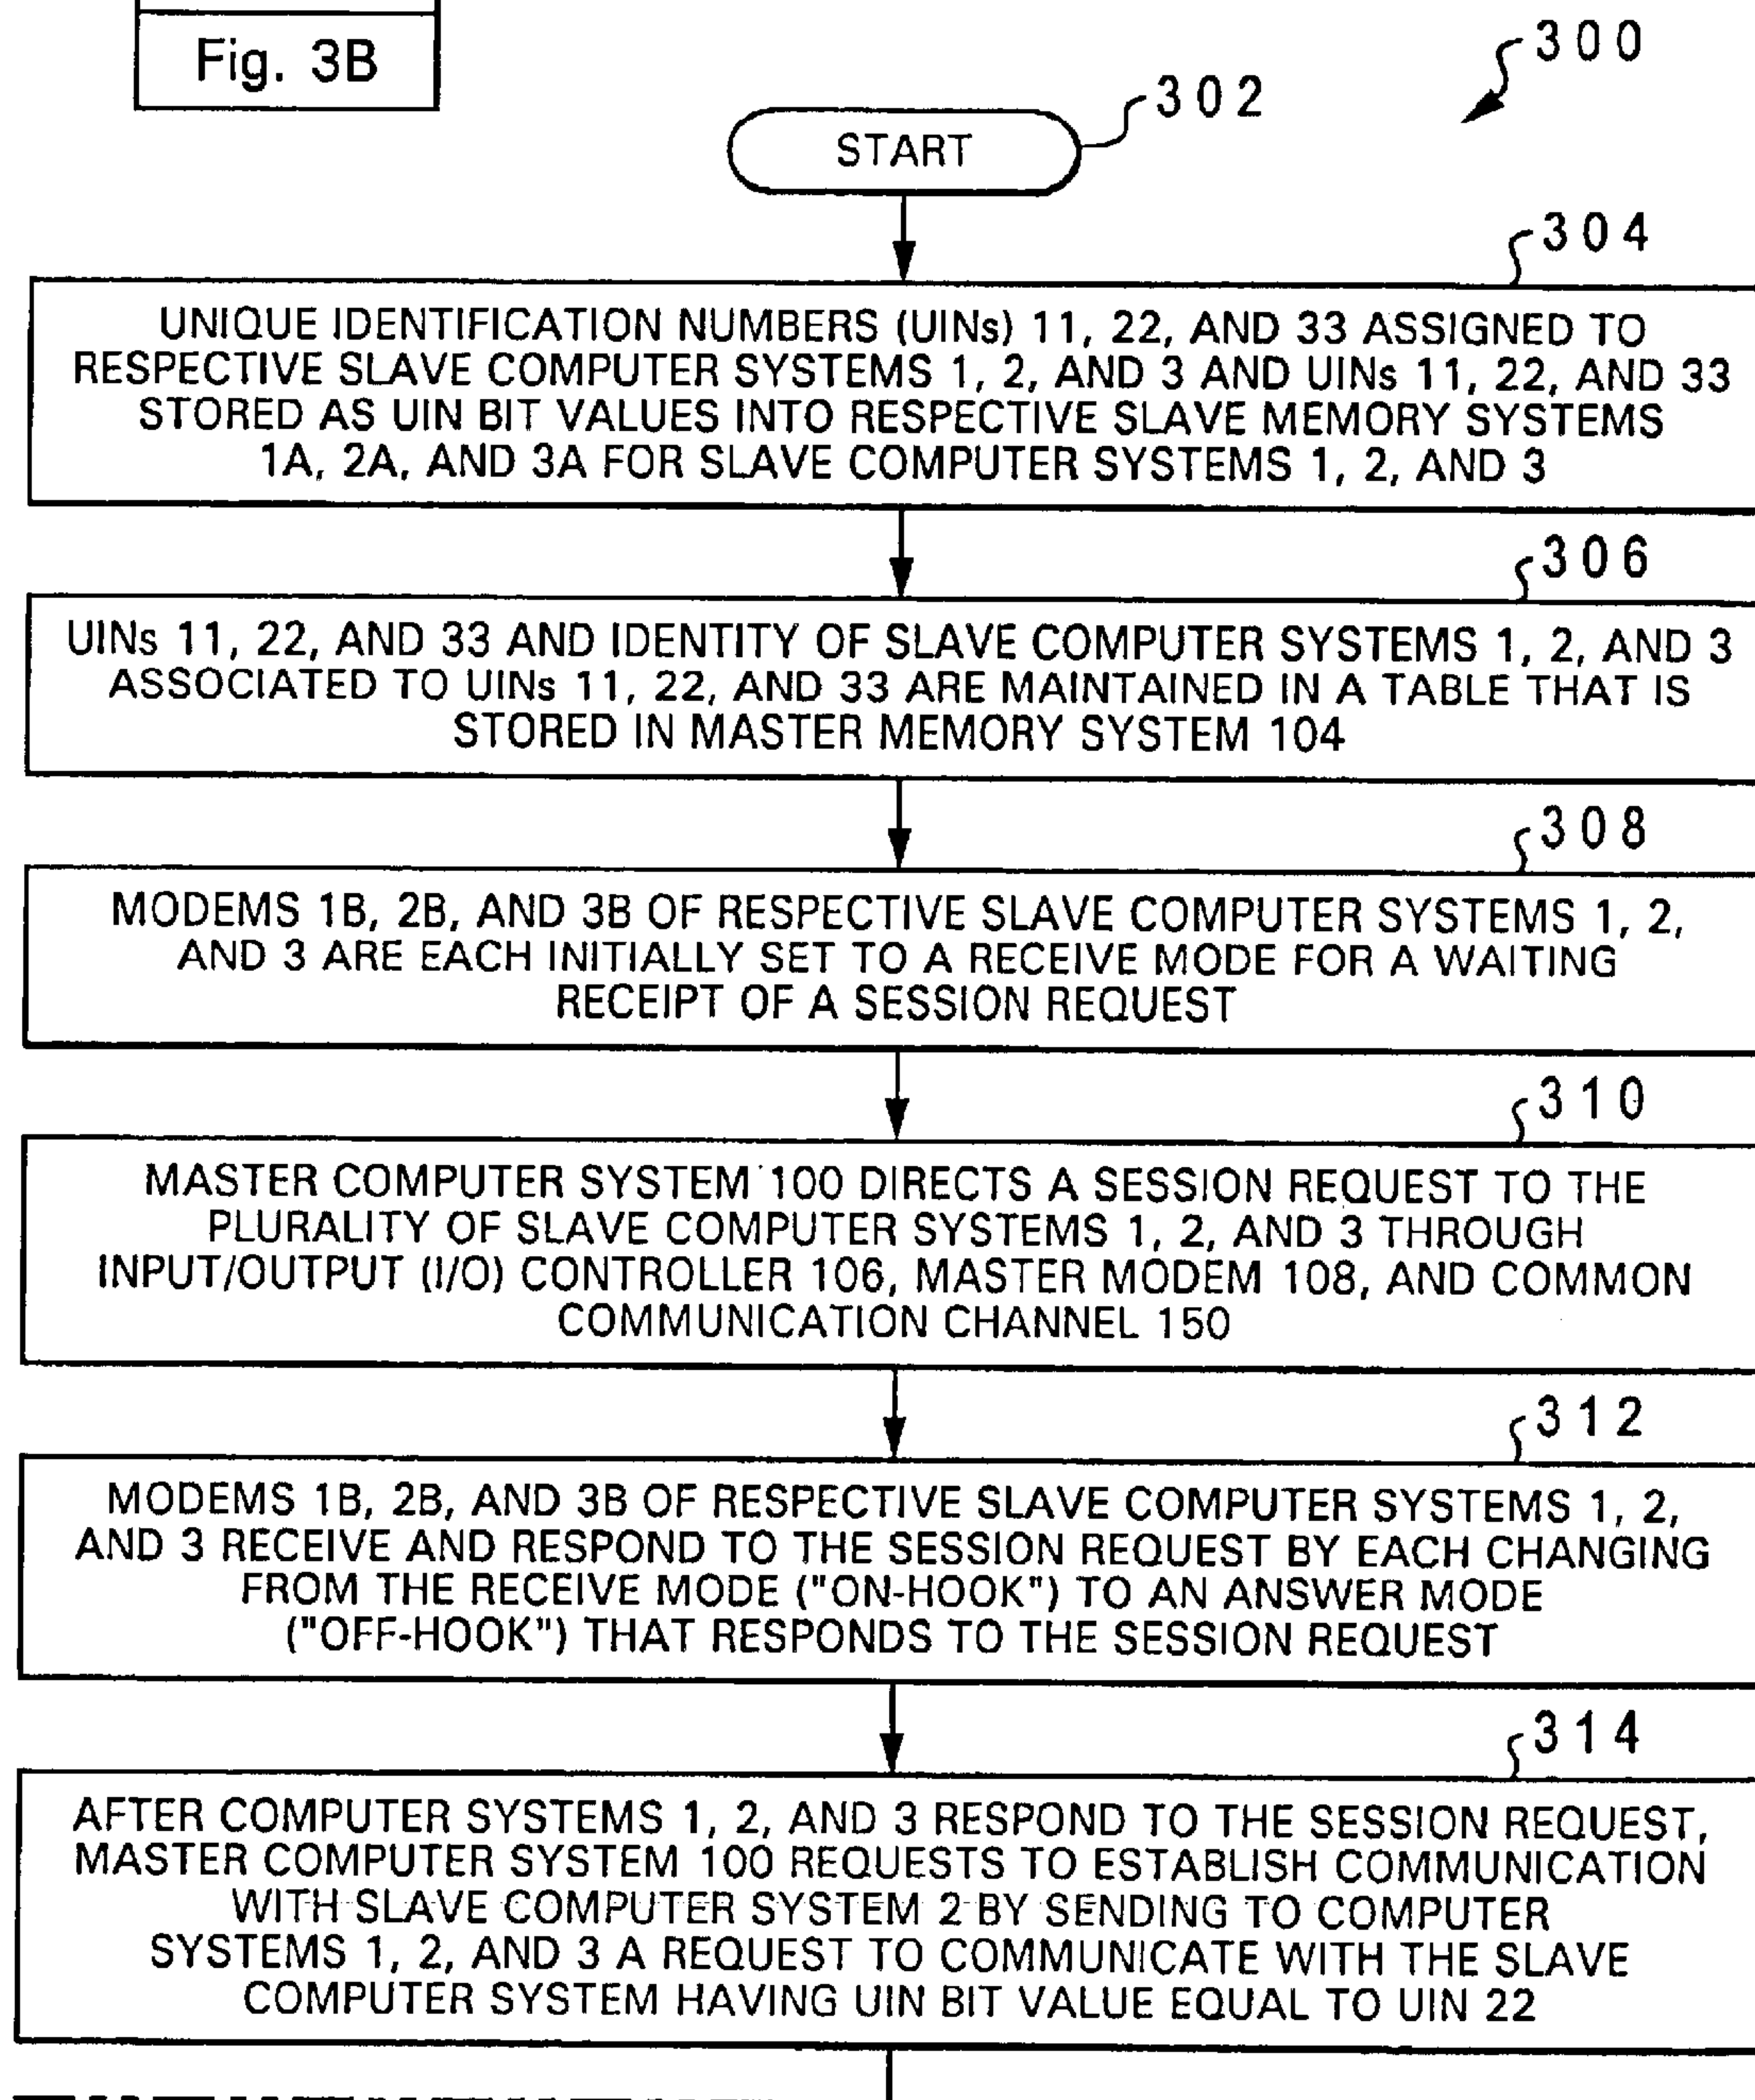 Fig. 3B
300
302
START
304
UNIQUE IDENTIFICATION NUMBERS (UINs) 11, 22, AND 33 ASSIGNED TO
RESPECTIVE SLAVE COMPUTER SYSTEMS 1, 2, AND 3 AND UINs 11, 22, AND 33
STORED AS UIN BIT VALUES INTO RESPECTIVE SLAVE MEMORY SYSTEMS
1A, 2A, AND 3A FOR SLAVE COMPUTER SYSTEMS 1, 2, AND 3
306
UINs 11, 22, AND 33 AND IDENTITY OF SLAVE COMPUTER SYSTEMS 1, 2, AND 3
ASSOCIATED TO UINs 11, 22, AND 33 ARE MAINTAINED IN A TABLE THAT IS
STORED IN MASTER MEMORY SYSTEM 104
308
MODEMS 1B, 2B, AND 3B OF RESPECTIVE SLAVE COMPUTER SYSTEMS 1, 2,
AND 3 ARE EACH INITIALLY SET TO A RECEIVE MODE FOR A WAITING
RECEIPT OF A SESSION REQUEST
310
MASTER COMPUTER SYSTEM 100 DIRECTS A SESSION REQUEST TO THE
PLURALITY OF SLAVE COMPUTER SYSTEMS 1, 2, AND 3 THROUGH
INPUT/OUTPUT (I/O) CONTROLLER 106, MASTER MODEM 108, AND COMMON
COMMUNICATION CHANNEL 150
312
MODEMS 1B, 2B, AND 3B OF RESPECTIVE SLAVE COMPUTER SYSTEMS 1, 2,
AND 3 RECEIVE AND RESPOND TO THE SESSION REQUEST BY EACH CHANGING
FROM THE RECEIVE MODE ("ON-HOOK") TO AN ANSWER MODE
("OFF-HOOK") THAT RESPONDS TO THE SESSION REQUEST
314
AFTER COMPUTER SYSTEMS 1, 2, AND 3 RESPOND TO THE SESSION REQUEST,
MASTER COMPUTER SYSTEM 100 REQUESTS TO ESTABLISH COMMUNICATION
WITH SLAVE COMPUTER SYSTEM 2 BY SENDING TO COMPUTER
SYSTEMS 1, 2, AND 3 A REQUEST TO COMMUNICATE WITH THE SLAVE
COMPUTER SYSTEM HAVING UIN BIT VALUE EQUAL TO UIN 22